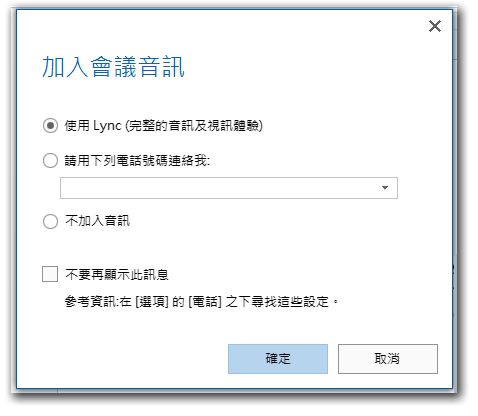 加入會議音訊
使用 Lync (完整的音訊及視訊體驗)
請用下列電話號碼連絡我:
不加入音訊
不要再顯示此訊息
參考資訊:在 [選項] 的 [電話] 之下尋找這些設定。
確定
取消